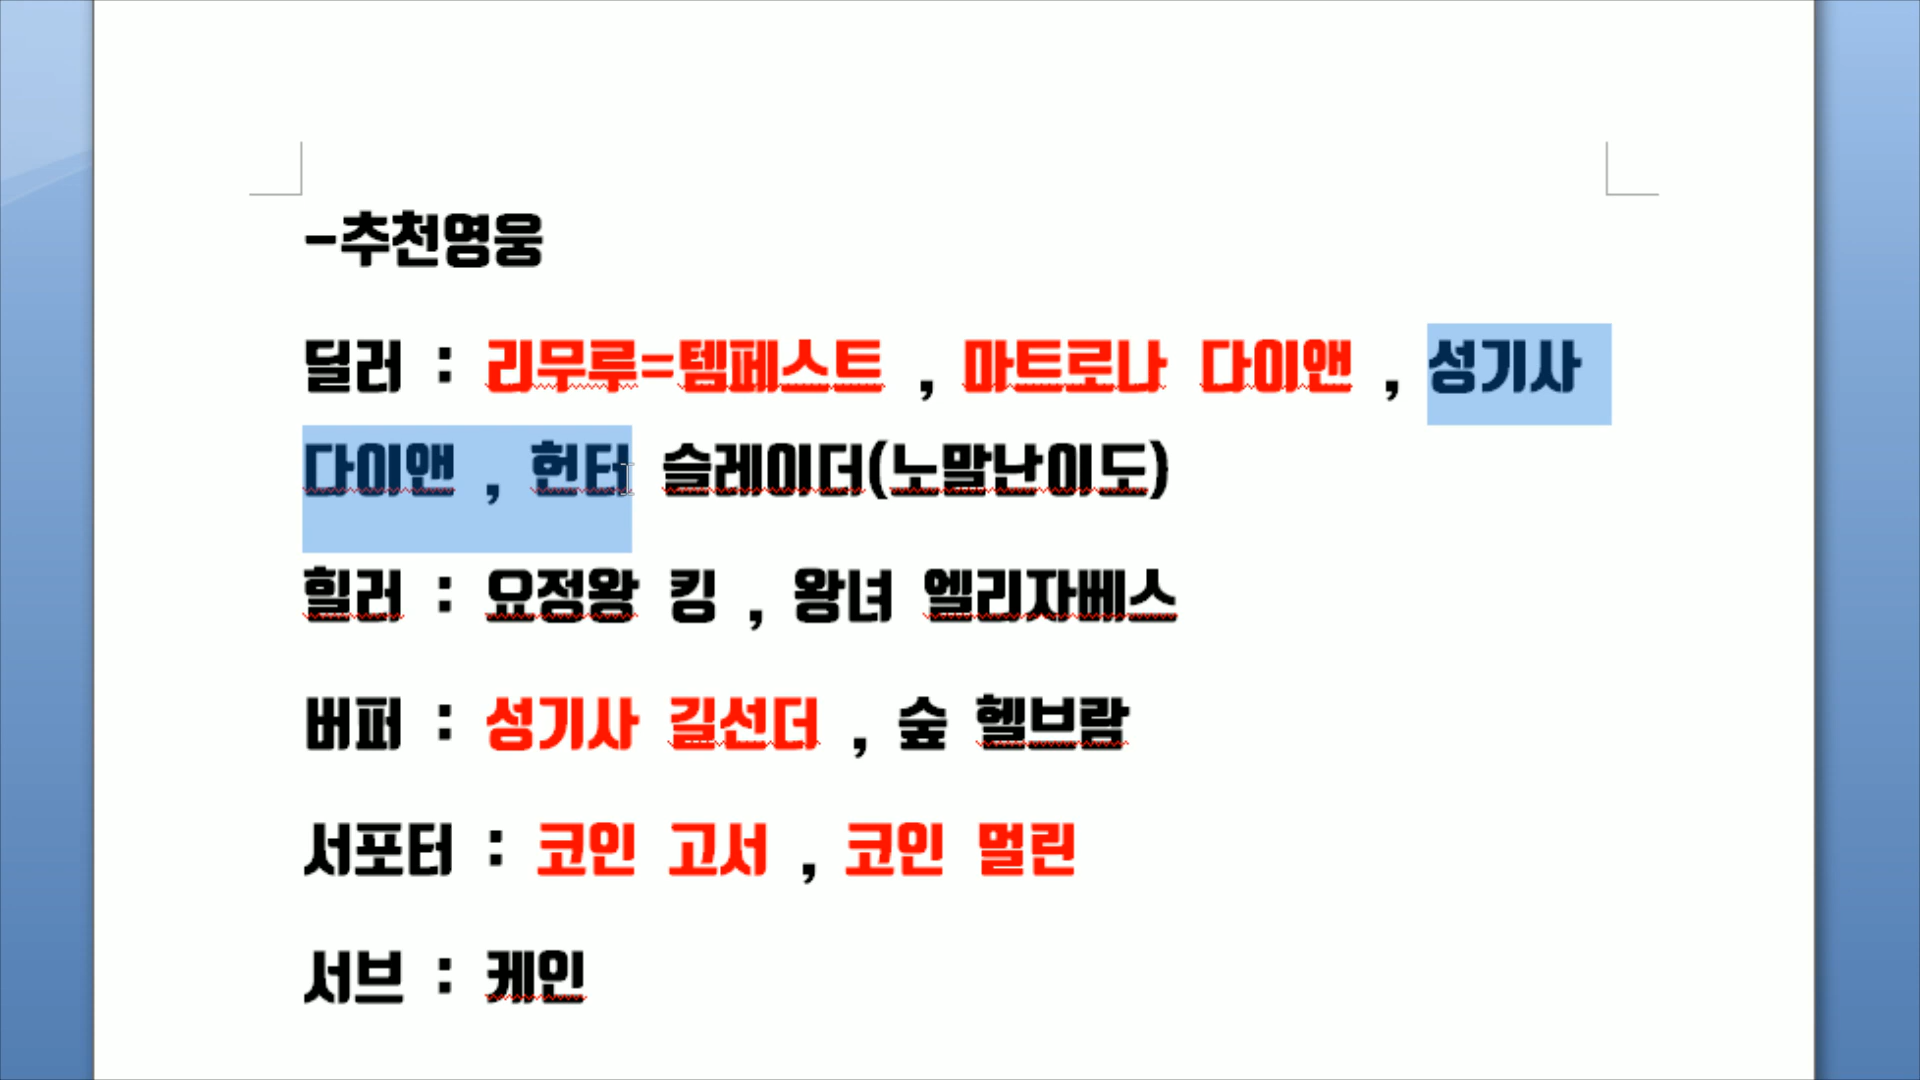 -추천영웅
딜러 : 리무루=템페스트 , 마트로나 다이앤 , 성기사
다이앤 , 헌터 슬레이더(노말난이도)
힐러 : 요정왕 킹 , 왕녀 엘리자베스
버퍼 : 성기사 길선더 , 숲 헬브람
서포터 : 코인 고서 , 코인 멀린
서브 : 케인